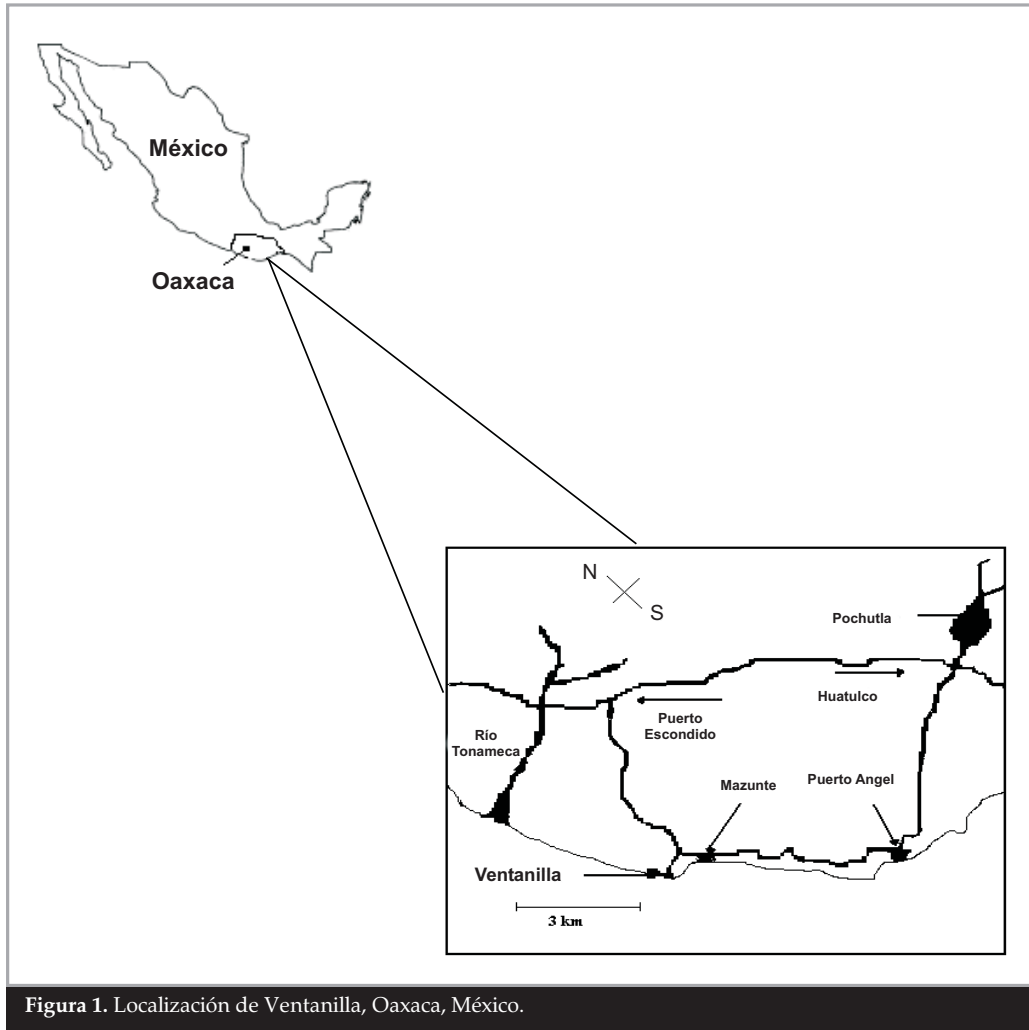 México
Oaxaca
N
S
Pochutla
Huatulco
Puerto
Escondido
Río
Tonameca
Mazunte
Puerto Angel
Ventanilla
3 km
Figura 1. Localización de Ventanilla, Oaxaca, México.